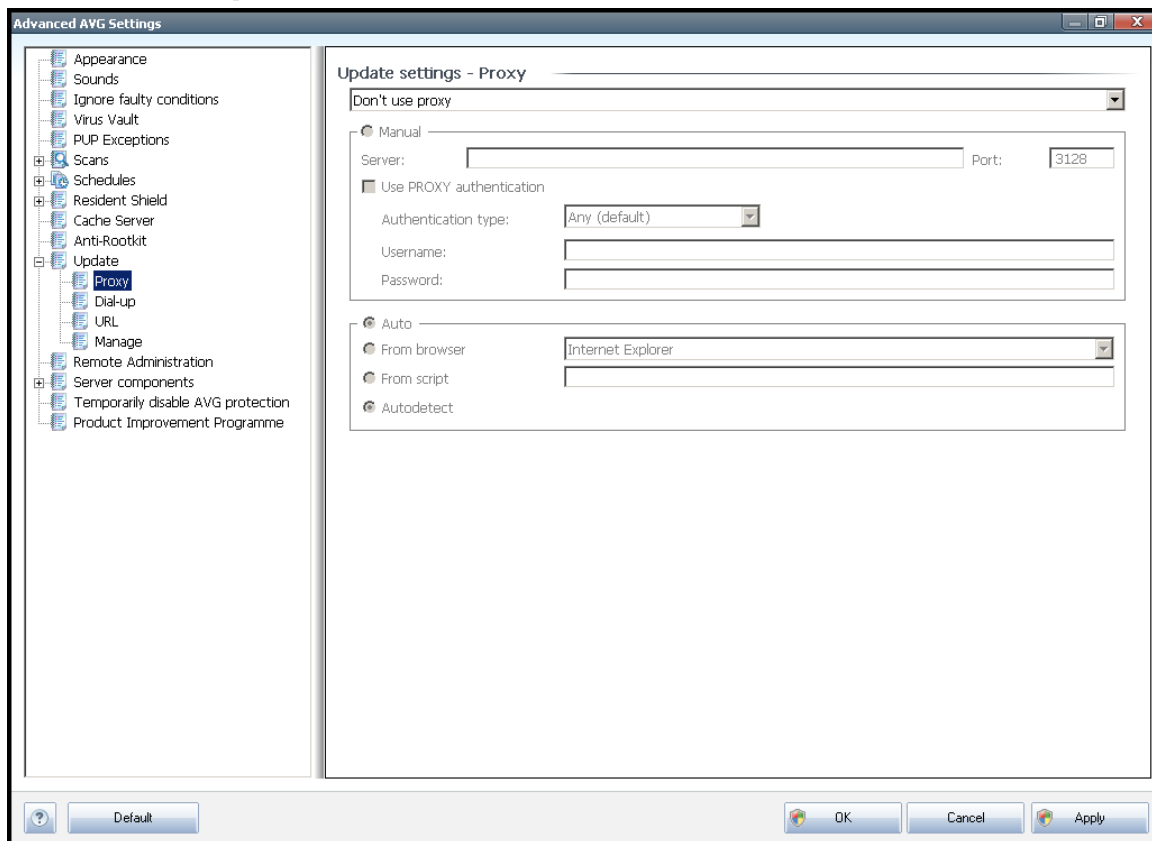 Advanced AVG Settings
Appearance
Sounds
Ignore faulty conditions
Virus Vault
PUP Exceptions
Scans
Schedules
Resident Shield
Cache Server
Anti-Rootkit
Update
Proxy
Dial-up
URL
Manage
Remote Administration
Server components
Temporarily disable AVG protection
Product Improvement Programme
Update settings - Proxy
Don't use proxy
Manual
Server: Port: 3128
Use PROXY authentication
Authentication type: Any (default)
Username:
Password:
Auto
From browser Internet Explorer
From script
Autodetect
? Default OK Cancel Apply